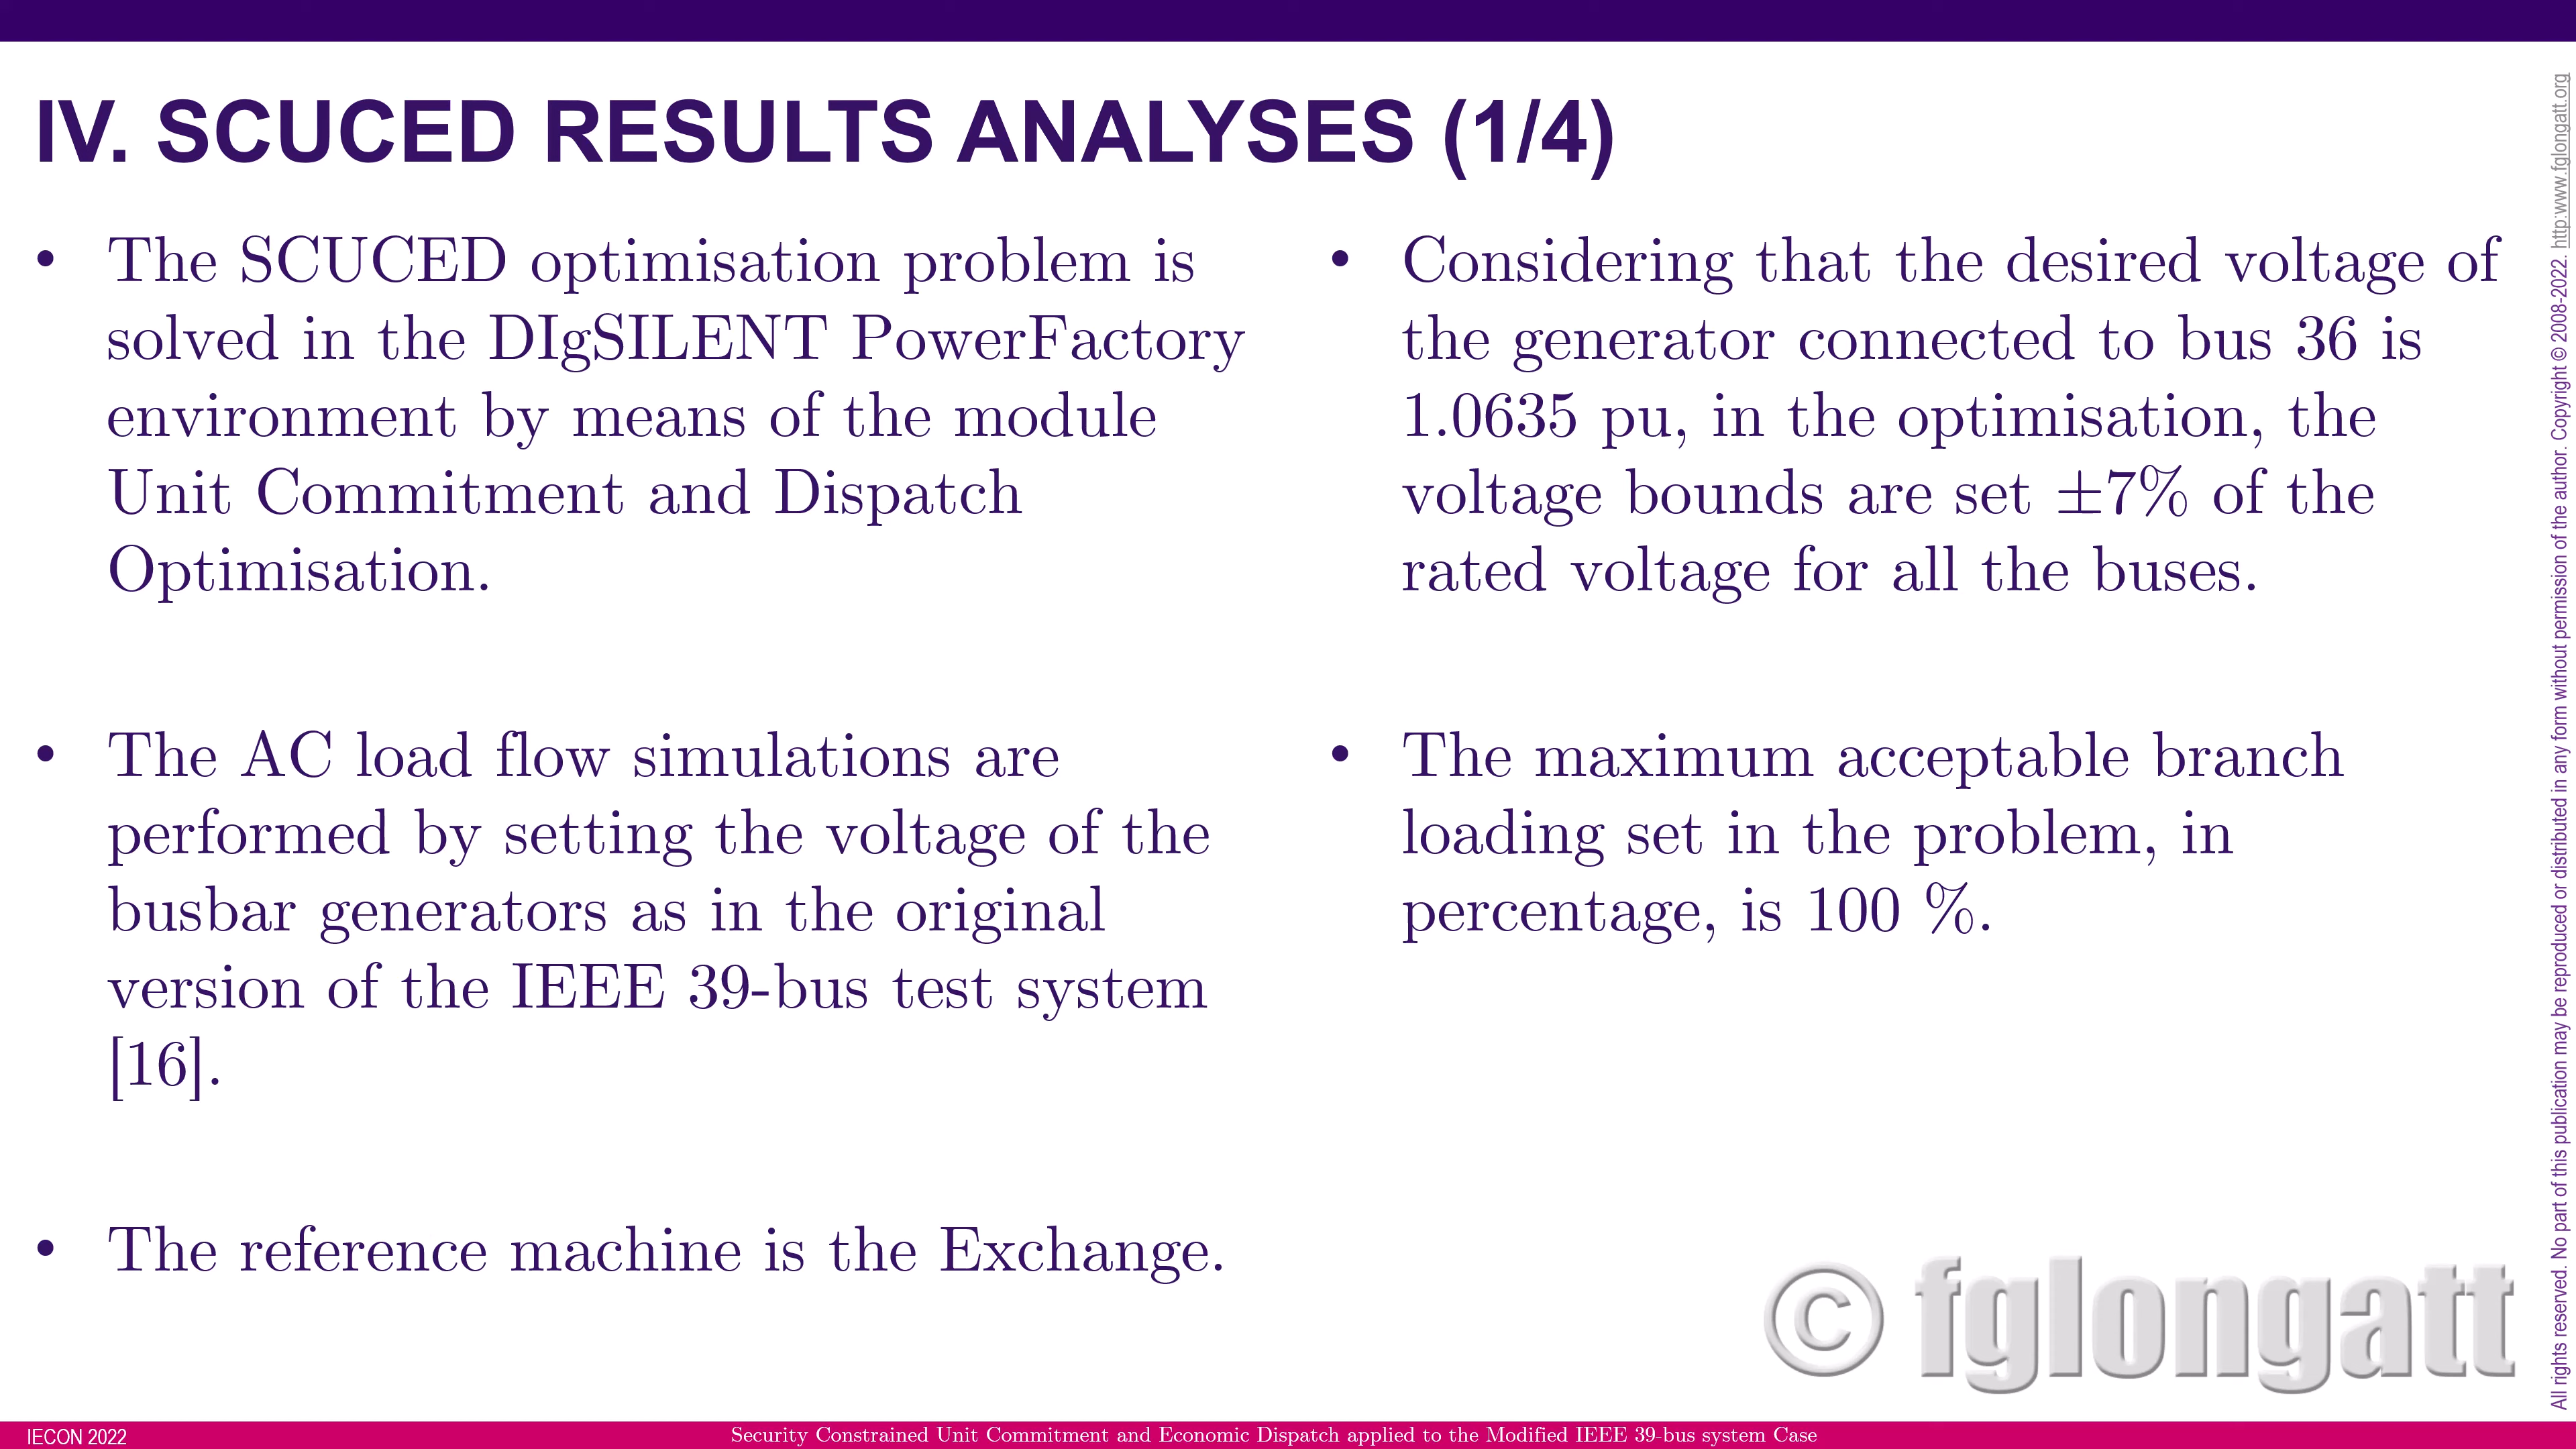 IV. SCUCED RESULTS ANALYSES (1/4)
• The SCUCED optimisation problem is
solved in the DIgSILENT PowerFactory
environment by means of the module
Unit Commitment and Dispatch
Optimisation.
• The AC load flow simulations are
performed by setting the voltage of the
busbar generators as in the original
version of the IEEE 39-bus test system
[16].
• The reference machine is the Exchange.
• Considering that the desired voltage of
the generator connected to bus 36 is
1.0635 pu, in the optimisation, the
voltage bounds are set ±7% of the
rated voltage for all the buses.
• The maximum acceptable branch
loading set in the problem, in
percentage, is 100 %.
© fglongatt
All rights reserved. No part of this publication may be reproduced or distributed in any form without permission of the author. Copyright © 2008-2022. http:www.fglongatt.org
IECON 2022
Security Constrained Unit Commitment and Economic Dispatch applied to the Modified IEEE 39-bus system Case